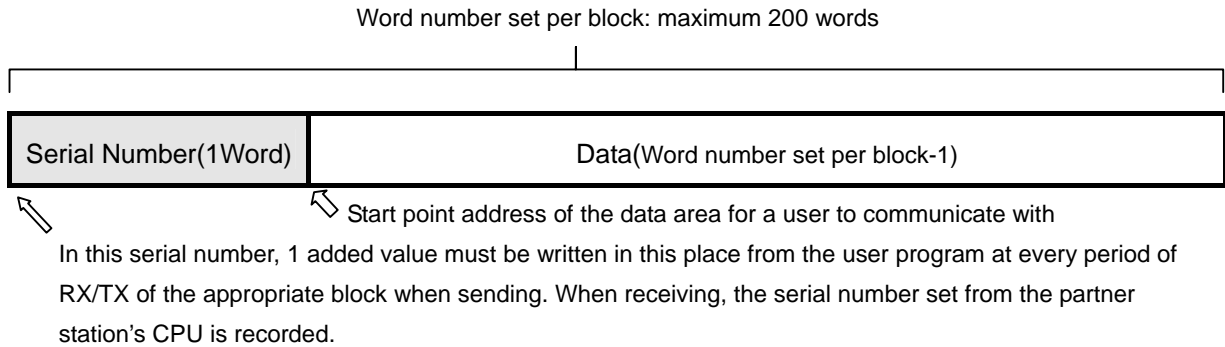 Word number set per block: maximum 200 words
Serial Number(1Word)
Data(Word number set per block-1)
Start point address of the data area for a user to communicate with
In this serial number, 1 added value must be written in this place from the user program at every period of
RX/TX of the appropriate block when sending. When receiving, the serial number set from the partner
station's CPU is recorded.